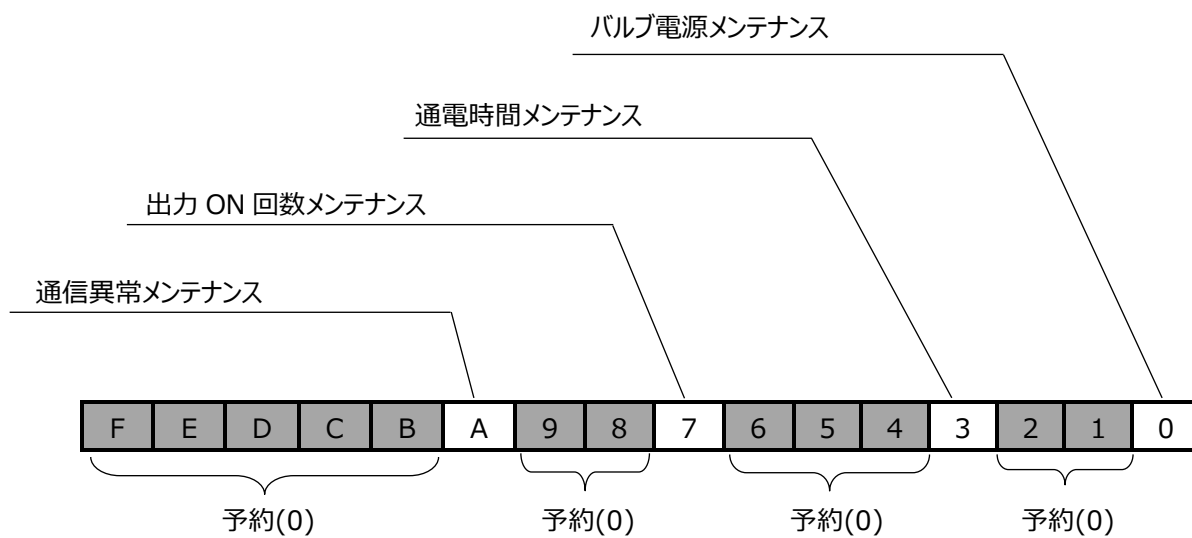 バルブ電源メンテナンス
通電時間メンテナンス
出力 ON 回数メンテナンス
通信異常メンテナンス
F E D C B A 9 8 7 6 5 4 3 2 1 0
予約(0) 予約(0) 予約(0) 予約(0)